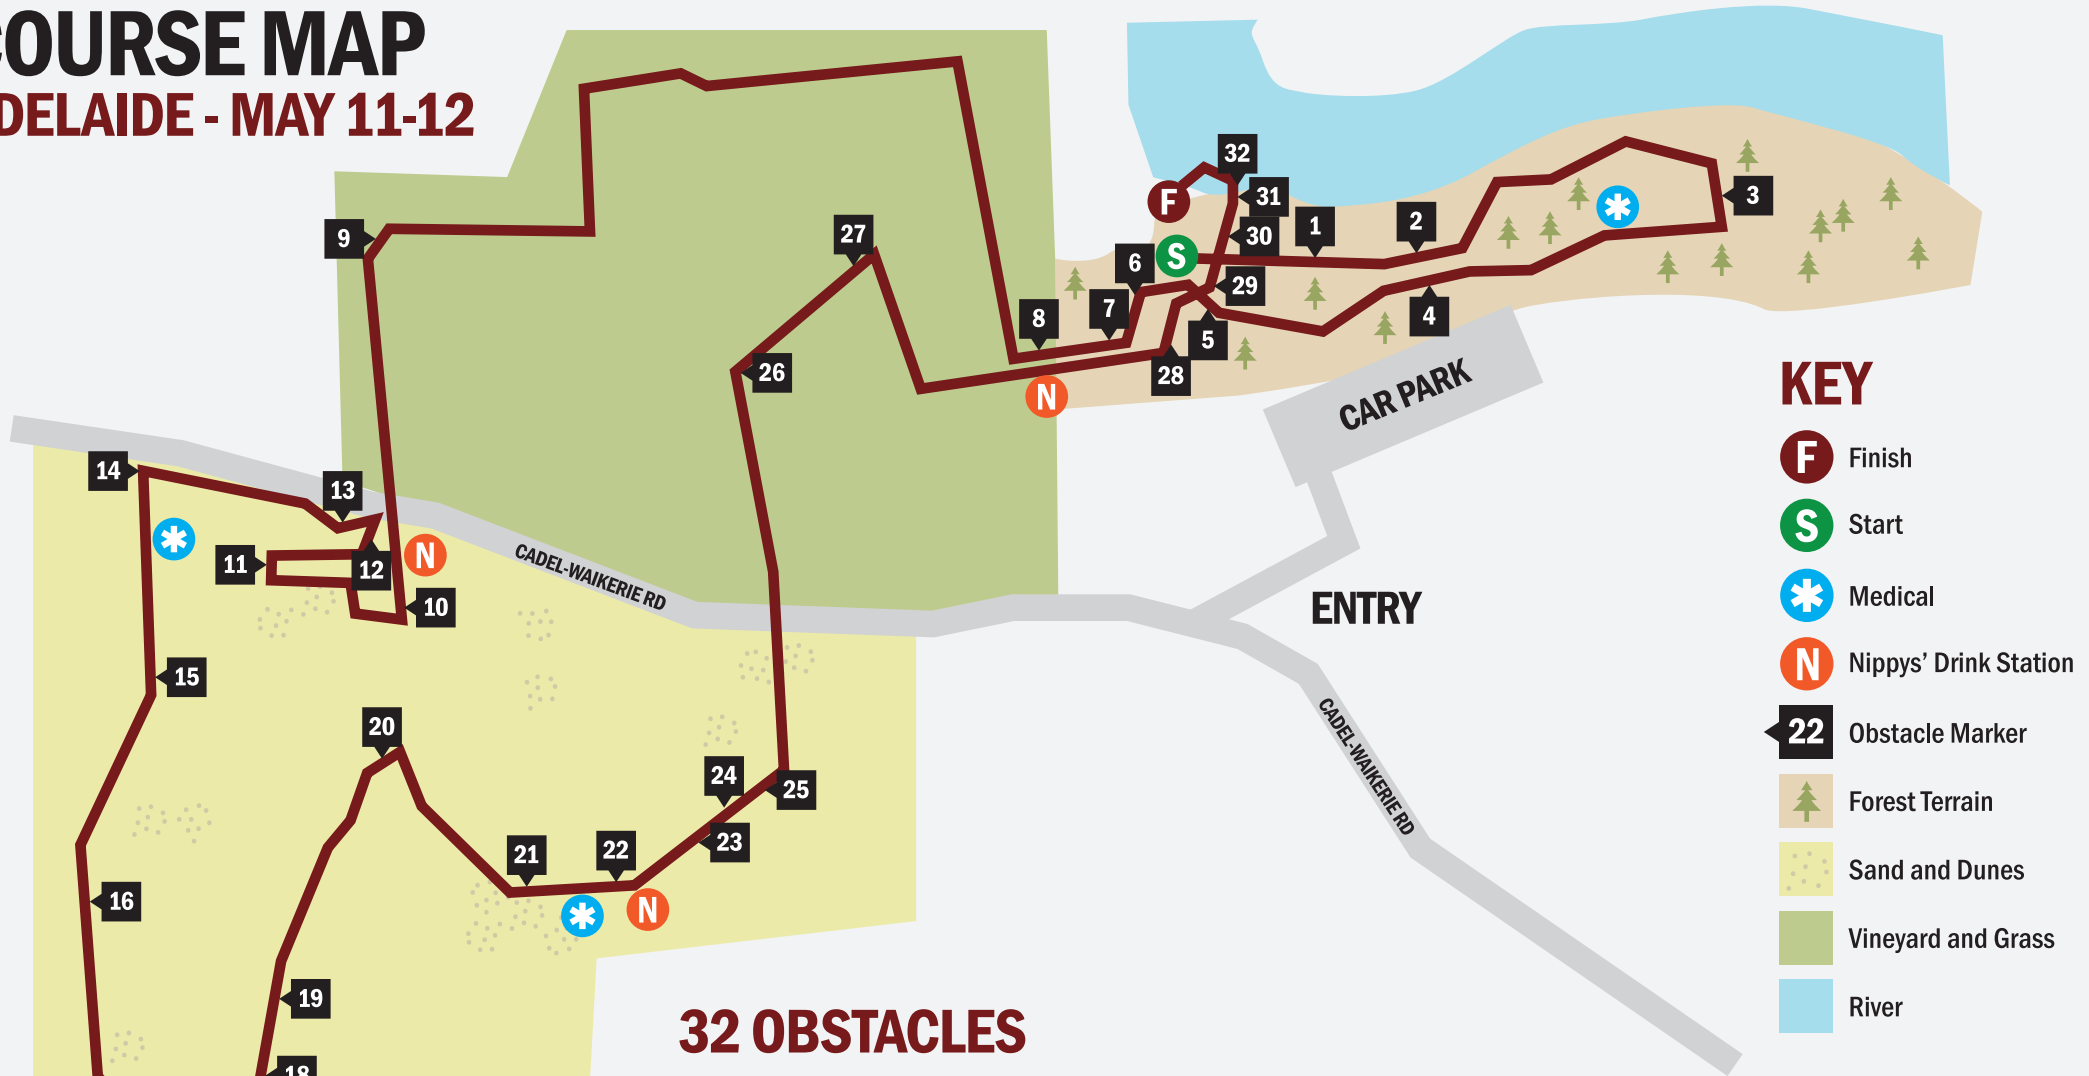 COURSE MAP
DELAIDE - MAY 11-12
32
F
31
1
2
3
9
27
30
S
6
29
8
7
5
4
26
28
N
CAR PARK
KEY
F Finish
S Start
Medical
N Nippys' Drink Station
22 Obstacle Marker
Forest Terrain
Sand and Dunes
Vineyard and Grass
River
14
13
11
12
N
10
CADEL-WAIKERIE RD
ENTRY
15
CADEL-WAIKERIE RD
20
24
25
21
22
23
16
N
19
18
32 OBSTACLES